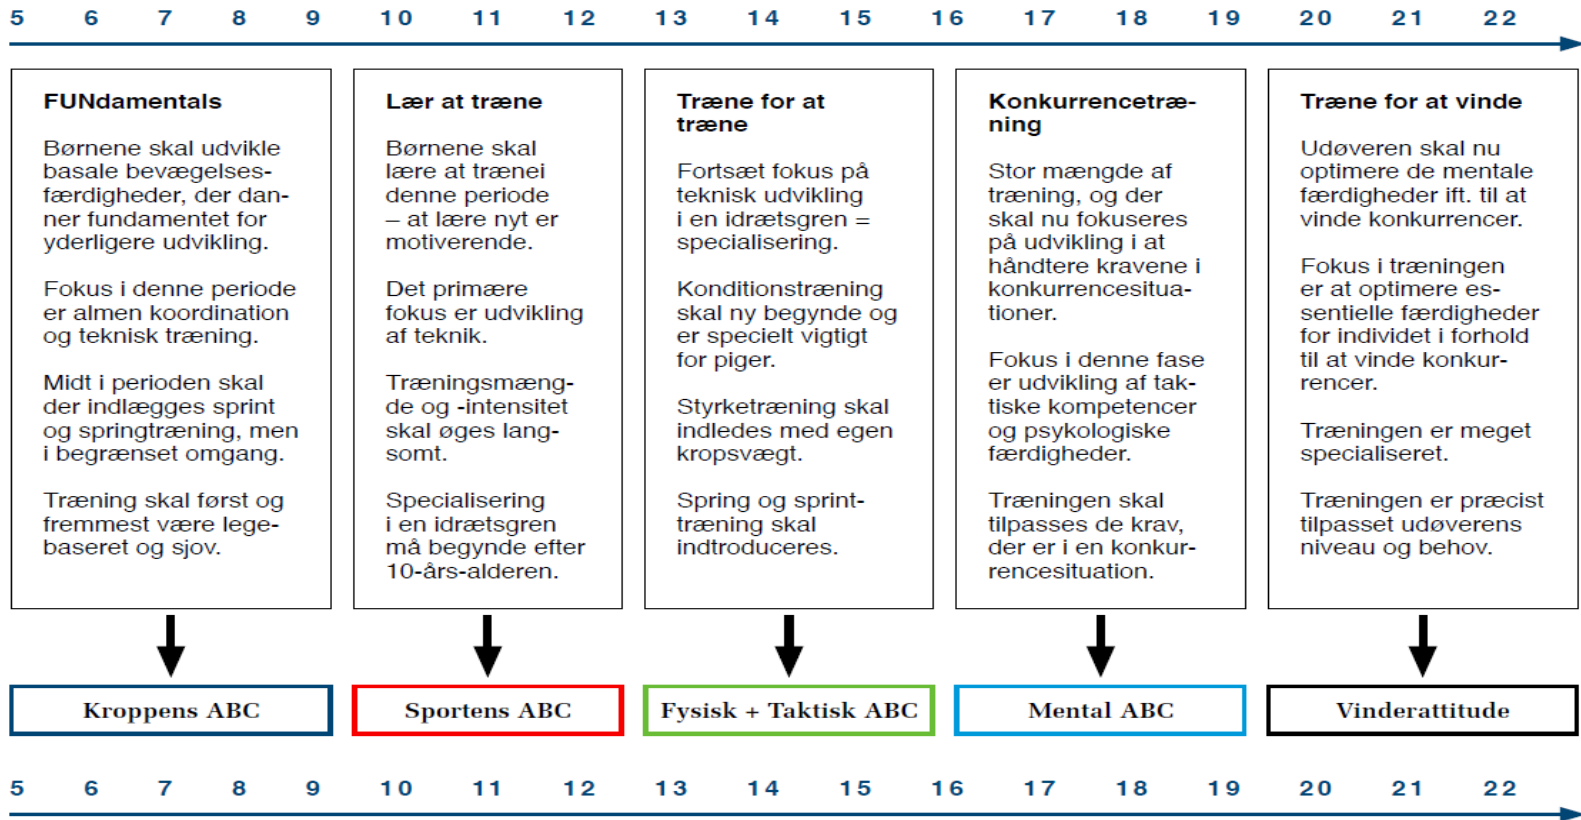 5 6 7 8 9 10 11 12 13 14 15 16 17 18 19 20 21 22
FUNdamentals
Børnene skal udvikle
basale bevægelses-
færdigheder, der dan-
ner fundamentet for
yderligere udvikling.
Fokus i denne periode
er almen koordination
og teknisk træning.
Midt i perioden skal
der indlægges sprint
og springtræning, men
i begrænset omgang.
Træning skal først og
fremmest være lege-
baseret og sjov.
Lær at træne
Børnene skal
lære at trænei
denne periode
– at lære nyt er
motiverende.
Det primære
fokus er udvikling
af teknik.
Træningsmæng-
de og -intensitet
skal øges lang-
somt.
Specialisering
i en idrætsgren
må begynde efter
10-års-alderen.
Træne for at
træne
Fortsæt fokus på
teknisk udvikling
i en idrætsgren =
specialisering.
Konditionstræning
skal ny begynde og
er specielt vigtigt
for piger.
Styrketræning skal
indledes med egen
kropsvægt.
Spring og sprint-
træning skal
indtroduceres.
Konkurrencetræ-
ning
Stor mængde af
træning, og der
skal nu fokuseres
på udvikling i at
håndtere kravene i
konkurrencesitua-
tioner.
Fokus i denne fase
er udvikling af tak-
tiske kompetencer
og psykologiske
færdigheder.
Træningen skal
tilpasses de krav,
der er i en konkur-
rencesituation.
Træne for at vinde
Udøveren skal nu
optimere de mentale
færdigheder ift. til at
vinde konkurrencer.
Fokus i træningen
er at optimere es-
sentielle færdigheder
for individet i forhold
til at vinde konkur-
rencer.
Træningen er meget
specialiseret.
Træningen er præcist
tilpasset udøverens
niveau og behov.
Kroppens ABC
Sportens ABC
Fysisk + Taktisk ABC
Mental ABC
Vinderattitude
5 6 7 8 9 10 11 12 13 14 15 16 17 18 19 20 21 22